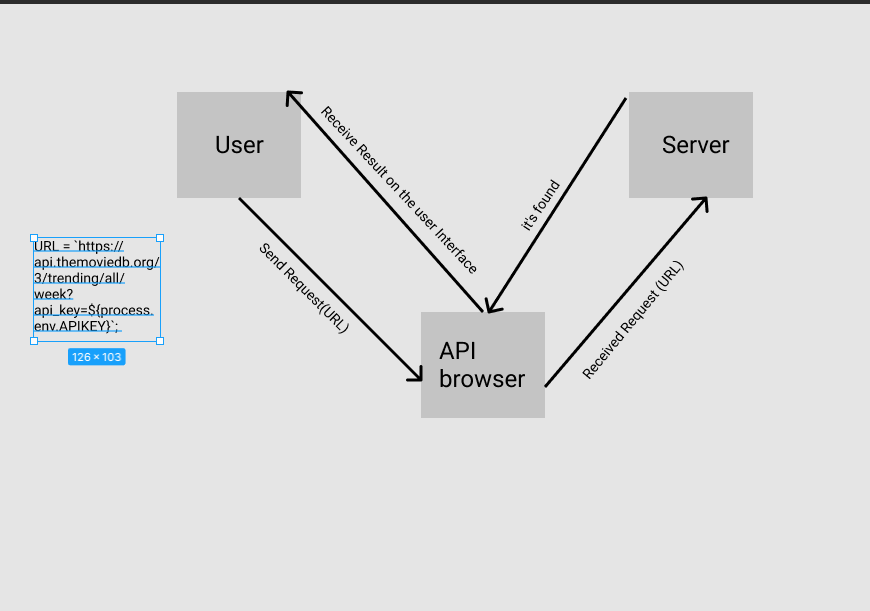 User
Server
Receive Result on the user Interface
it's found
URL = `https://
api.themoviedb.org/
3/trending/all/
week?
api_key=${process.
env.APIKEY}`;
126 × 103
Send Request(URL)
Received Request (URL)
API
browser